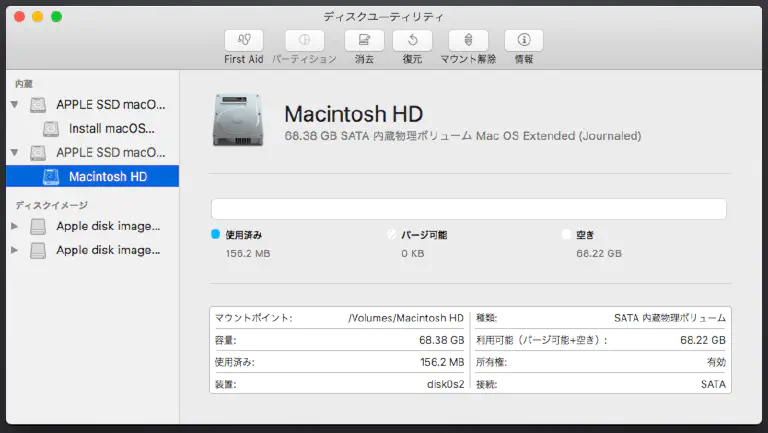 ディスクユーティリティ
First Aid パーティション 消去 復元 マウント解除 情報
内蔵
APPLE SSD macO...
Install macOS...
APPLE SSD macO...
Macintosh HD
ディスクイメージ
Apple disk image...
Apple disk image...
Macintosh HD
68.38 GB SATA 内蔵物理ボリューム Mac OS Extended (Journaled)
使用済み パージ可能 空き
156.2 MB 0 KB 68.22 GB
マウントポイント: /Volumes/Macintosh HD 種類: SATA 内蔵物理ボリューム
容量: 68.38 GB 利用可能（パージ可能+空き）: 68.22 GB
使用済み: 156.2 MB 所有権: 有効
装置: disk0s2 接続: SATA